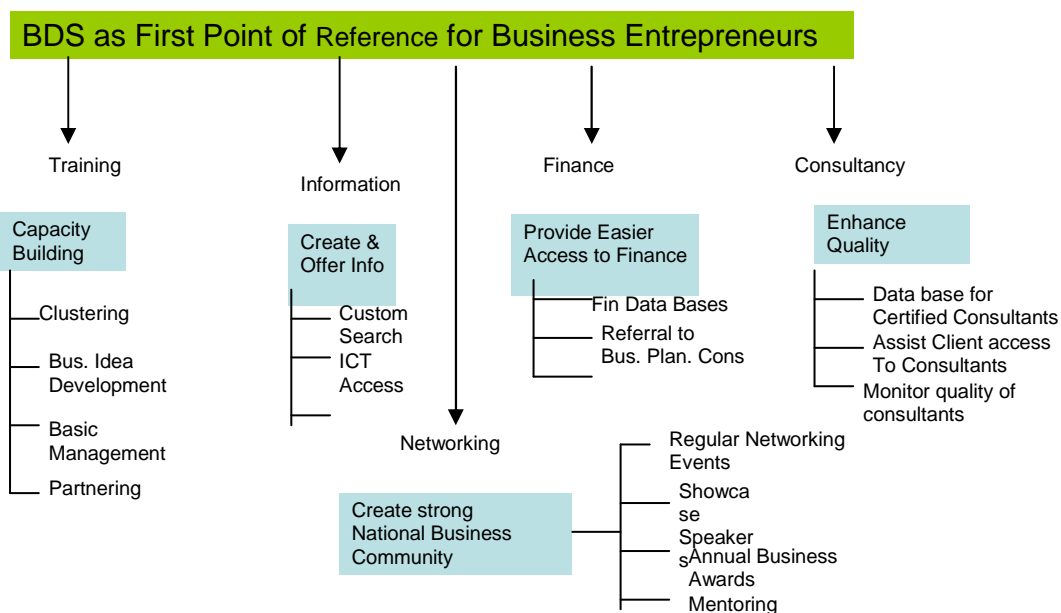 BDS as First Point of Reference for Business Entrepreneurs
Training
Capacity
Building
Clustering
Bus. Idea
Development
Basic
Management
Partnering
Information
Create &
Offer Info
Custom
Search
ICT
Access
Finance
Provide Easier
Access to Finance
Fin Data Bases
Referral to
Bus. Plan. Cons
Consultancy
Enhance
Quality
Data base for
Certified Consultants
Assist Client access
To Consultants
Monitor quality of
consultants
Networking
Create strong
National Business
Community
Regular Networking
Events
Showca
se
Speaker
s
Annual Business
Awards
Mentoring